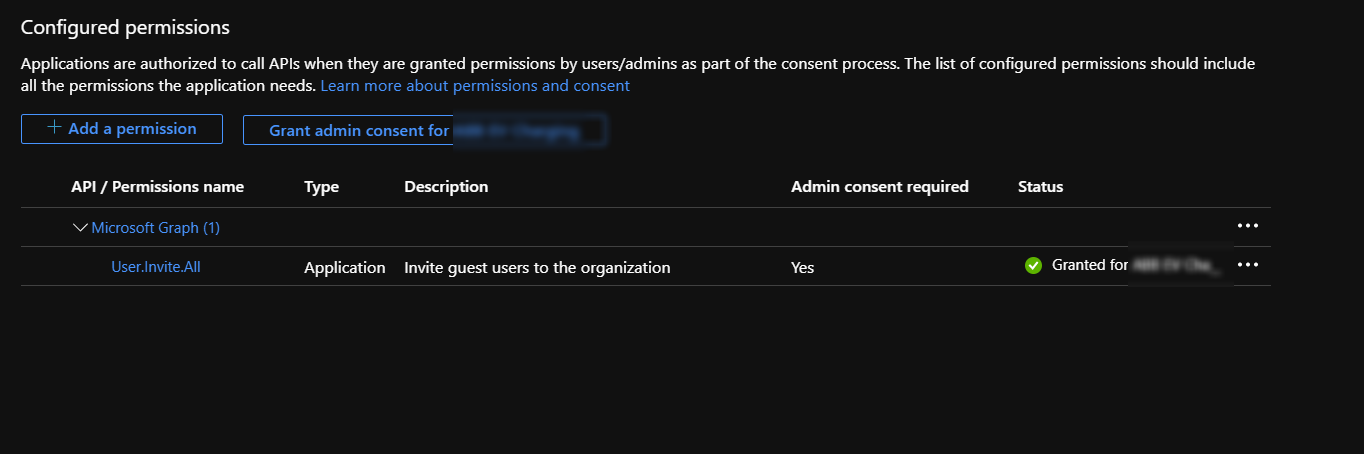 Configured permissions
Applications are authorized to call APIs when they are granted permissions by users/admins as part of the consent process. The list of configured permissions should include
all the permissions the application needs. Learn more about permissions and consent
+ Add a permission Grant admin consent for
API / Permissions name Type Description Admin consent required Status
Microsoft Graph (1) ...
User.Invite.All Application Invite guest users to the organization Yes Granted for ...